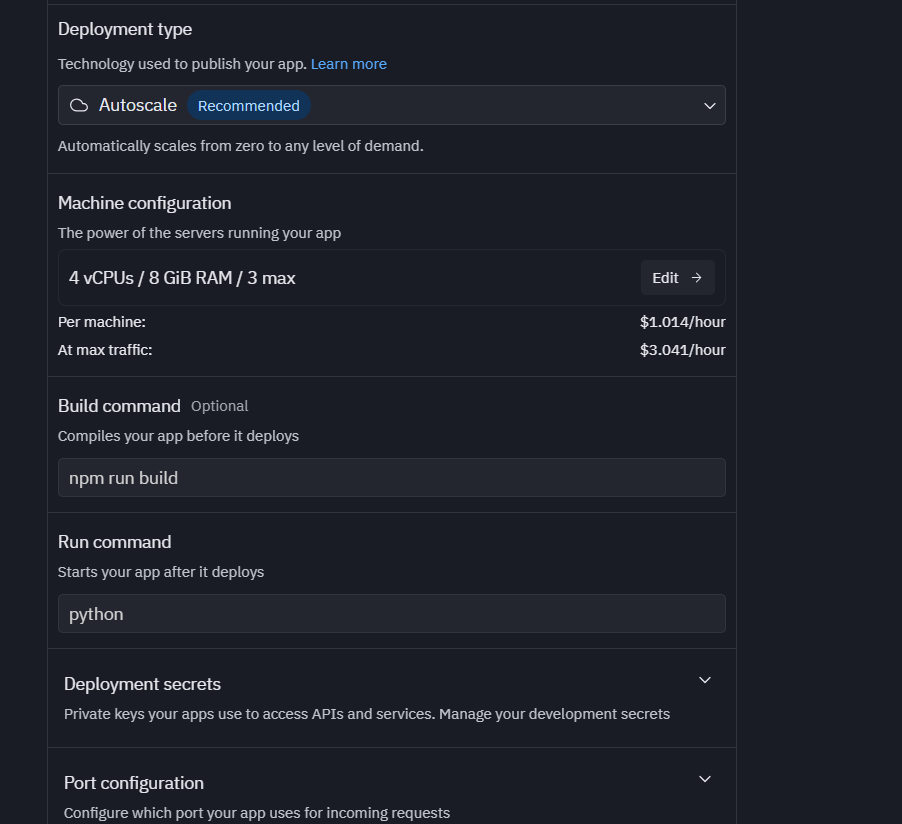 Deployment type
Technology used to publish your app. Learn more
Autoscale Recommended
Automatically scales from zero to any level of demand.
Machine configuration
The power of the servers running your app
4 vCPUs / 8 GiB RAM / 3 max Edit →
Per machine: $1.014/hour
At max traffic: $3.041/hour
Build command Optional
Compiles your app before it deploys
npm run build
Run command
Starts your app after it deploys
python
Deployment secrets
Private keys your apps use to access APIs and services. Manage your development secrets
Port configuration
Configure which port your app uses for incoming requests